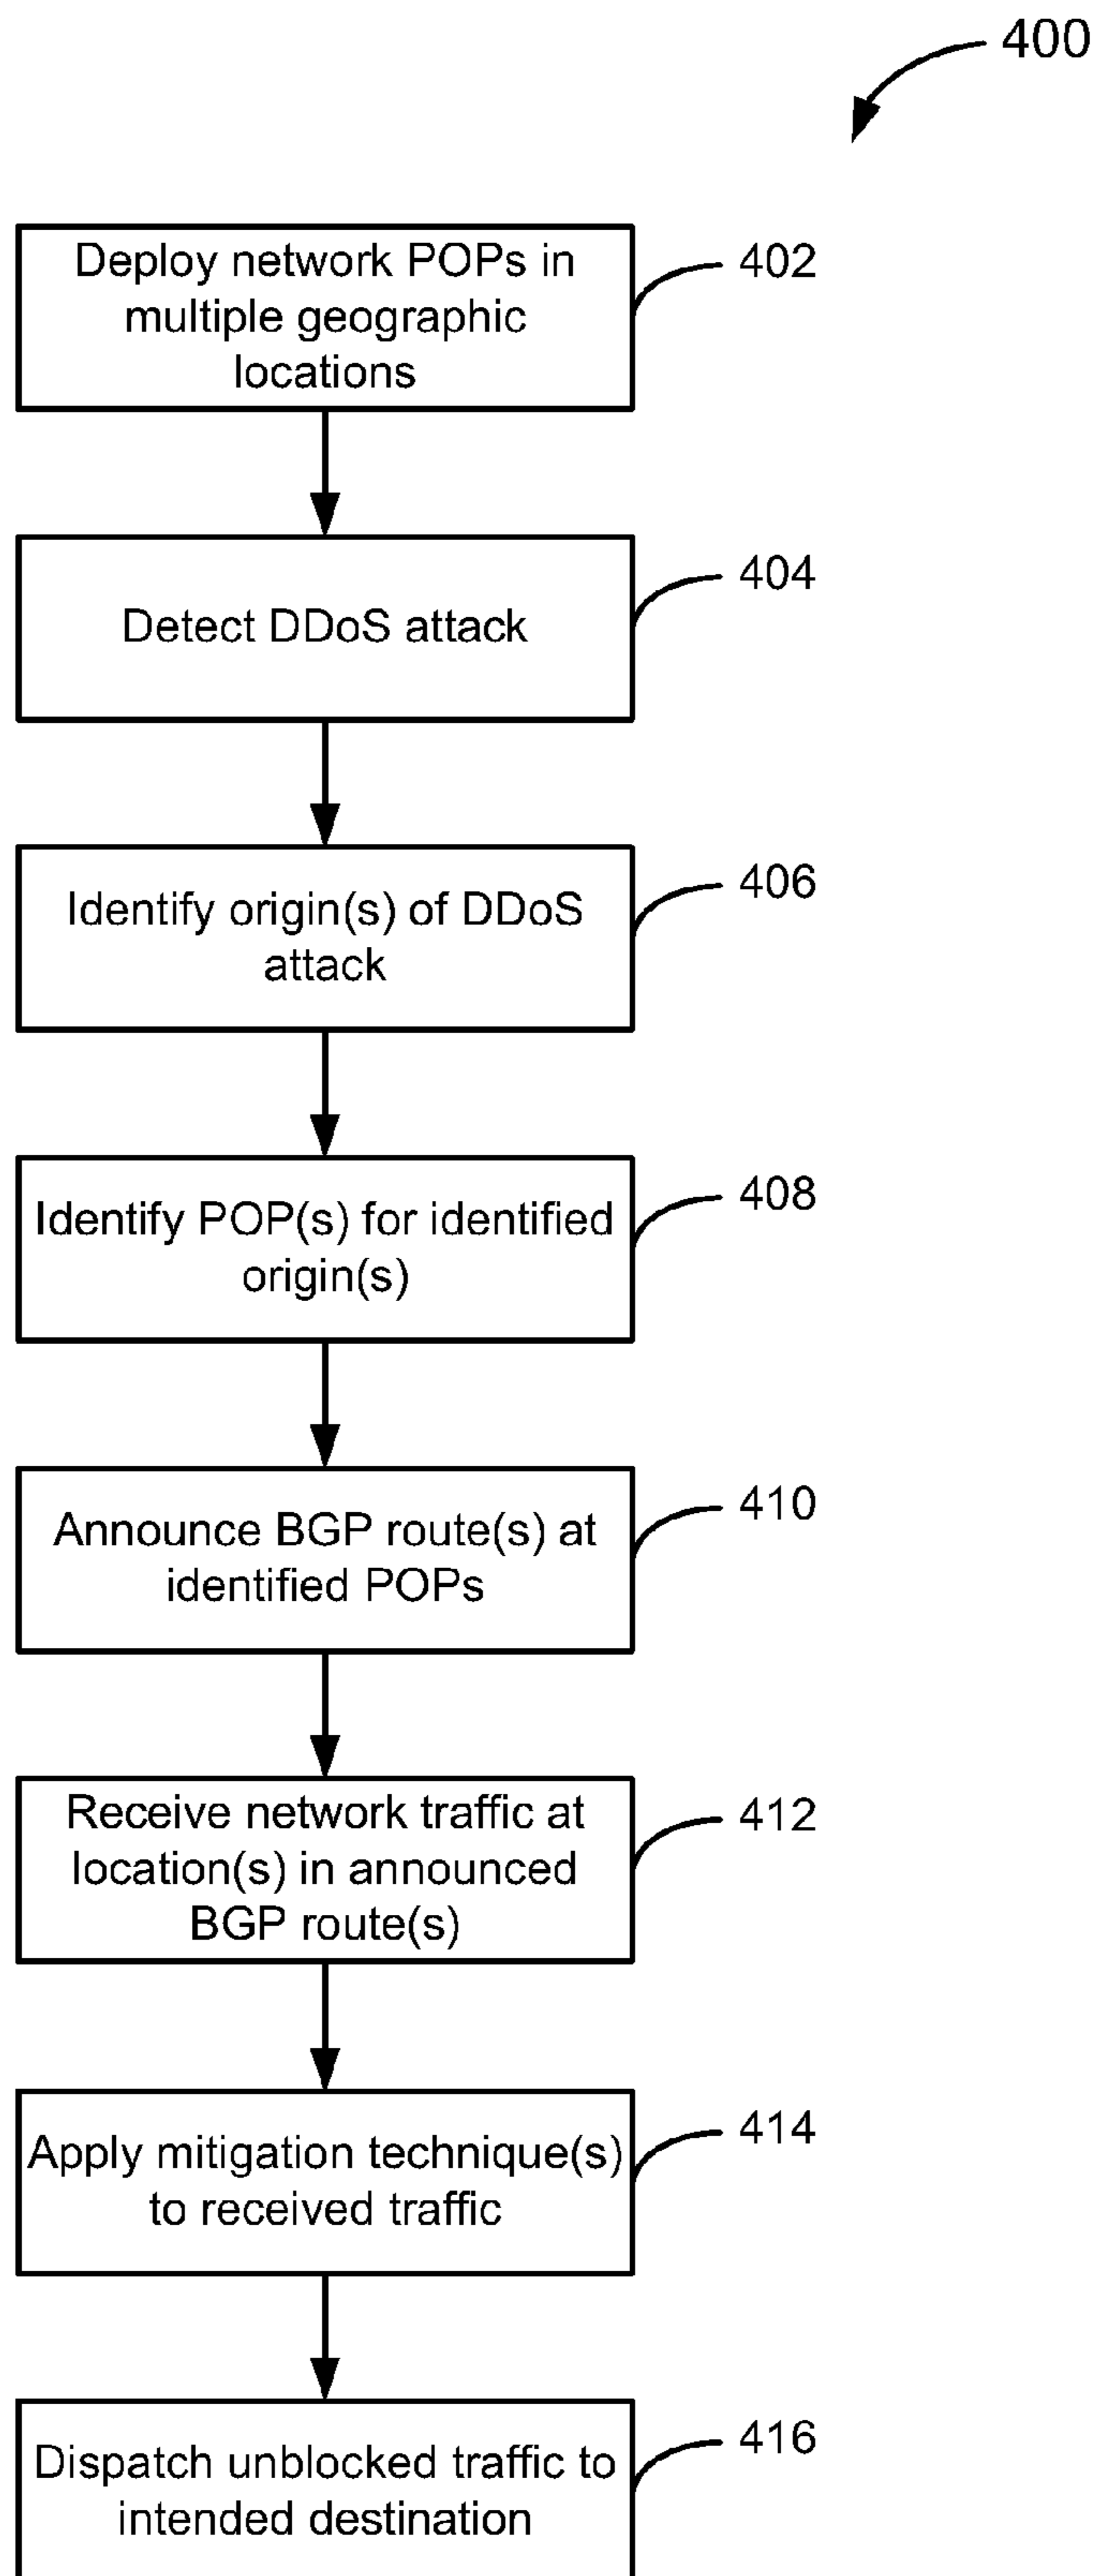 400
Deploy network POPs in
multiple geographic
locations
402
Detect DDoS attack
404
Identify origin(s) of DDoS
attack
406
Identify POP(s) for identified
origin(s)
408
Announce BGP route(s) at
identified POPs
410
Receive network traffic at
location(s) in announced
BGP route(s)
412
Apply mitigation technique(s)
to received traffic
414
Dispatch unblocked traffic to
intended destination
416